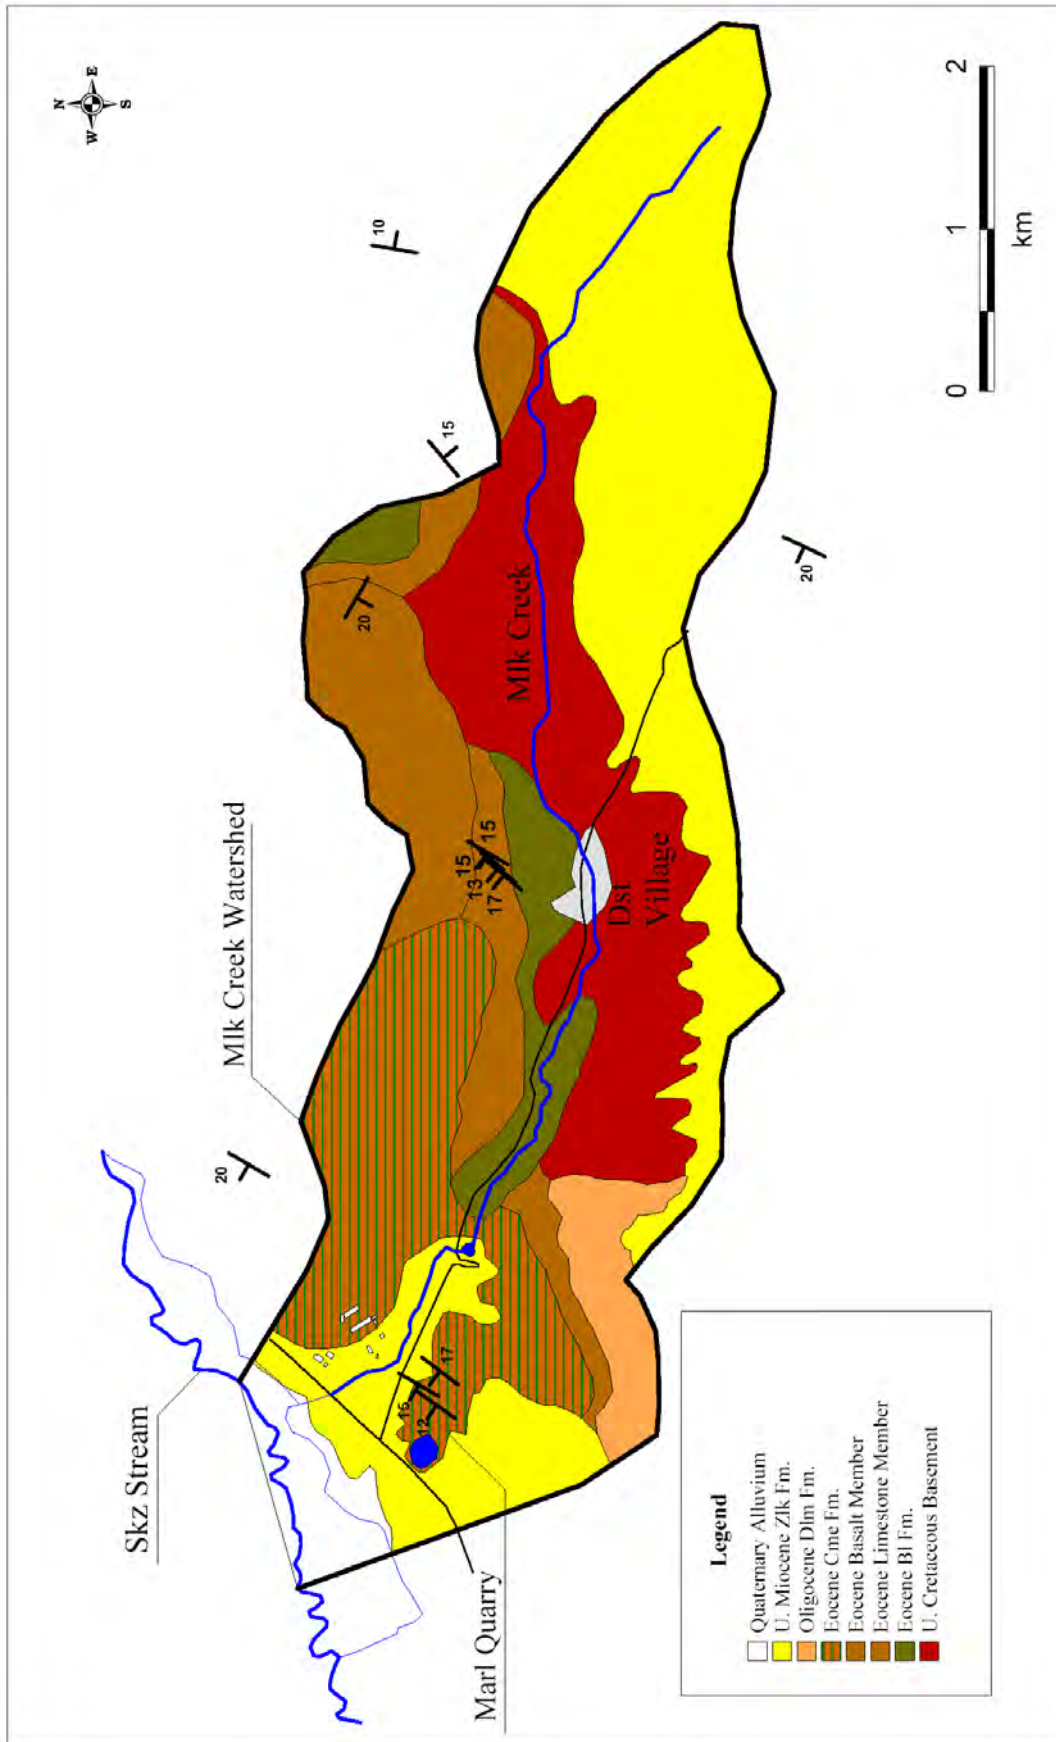 N
W
E
S
Skz Stream
Mlk Creek Watershed
20
10
15
20
15
13
15
17
Mlk Creek
Dst
Village
20
15
12
17
Marl Quarry
0
1
2
km
Legend
Quaternary Alluvium
U. Miocene Zlk Fm.
Oligocene Dlm Fm.
Eocene Cme Fm.
Eocene Basalt Member
Eocene Limestone Member
Eocene Bl Fm.
U. Cretaceous Basement